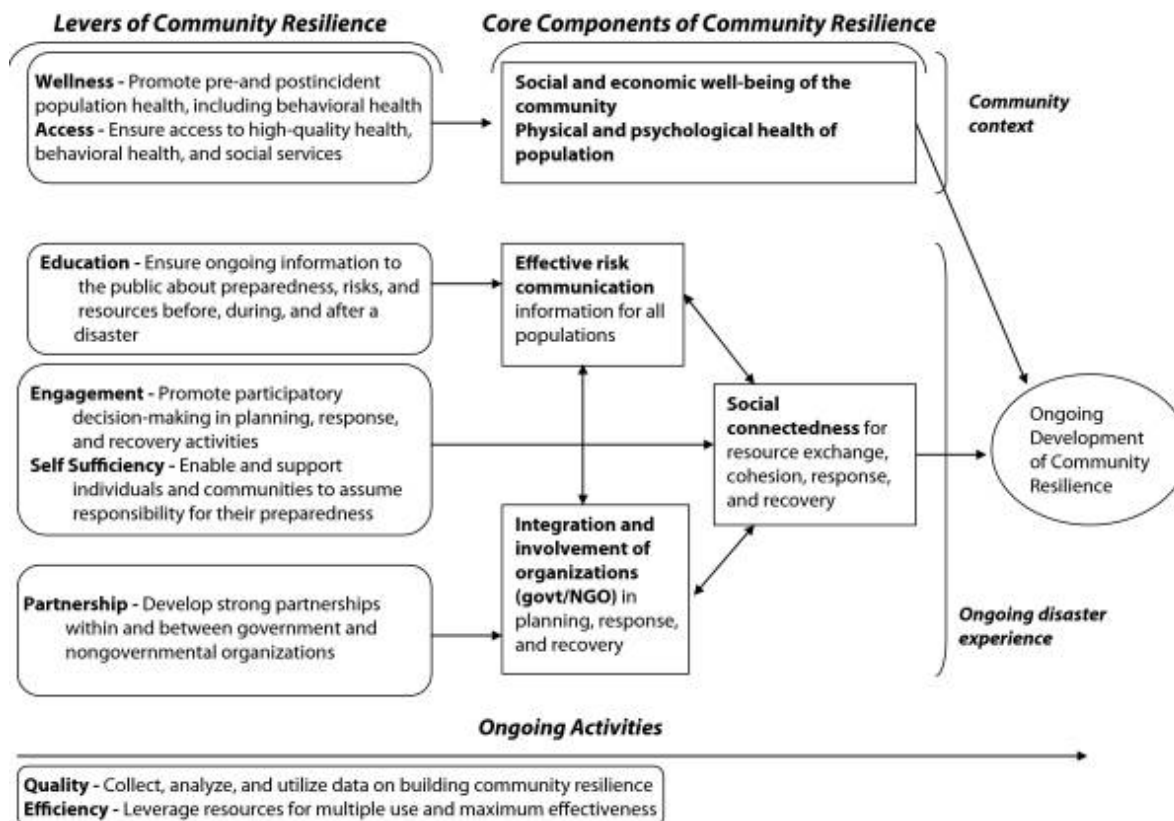 Levers of Community Resilience
Core Components of Community Resilience
Wellness - Promote pre-and postincident
population health, including behavioral health
Access - Ensure access to high-quality health,
behavioral health, and social services
Social and economic well-being of the
community
Physical and psychological health of
population
Community
context
Education - Ensure ongoing information to
the public about preparedness, risks, and
resources before, during, and after a
disaster
Effective risk
communication
information for all
populations
Engagement - Promote participatory
decision-making in planning, response,
and recovery activities
Self Sufficiency - Enable and support
individuals and communities to assume
responsibility for their preparedness
Social
connectedness for
resource exchange,
cohesion, response,
and recovery
Ongoing
Development
of Community
Resilience
Partnership - Develop strong partnerships
within and between government and
nongovernmental organizations
Integration and
involvement of
organizations
(govt/NGO) in
planning, response,
and recovery
Ongoing disaster
experience
Ongoing Activities
Quality - Collect, analyze, and utilize data on building community resilience
Efficiency - Leverage resources for multiple use and maximum effectiveness